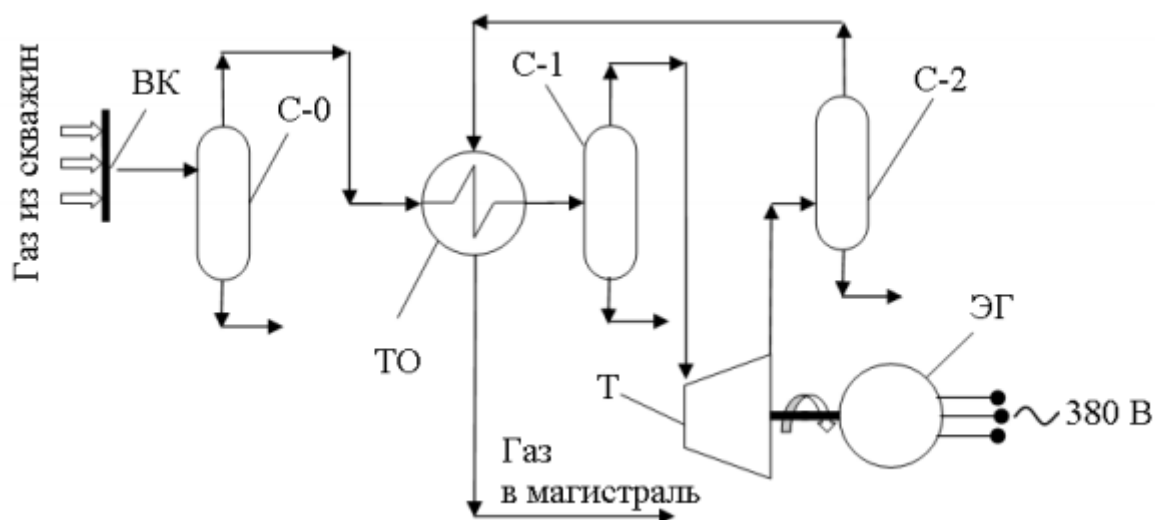 Газ из скважин
ВК
С-0
С-1
С-2
ТО
Т
ЭГ
380 В
Газ
в магистраль